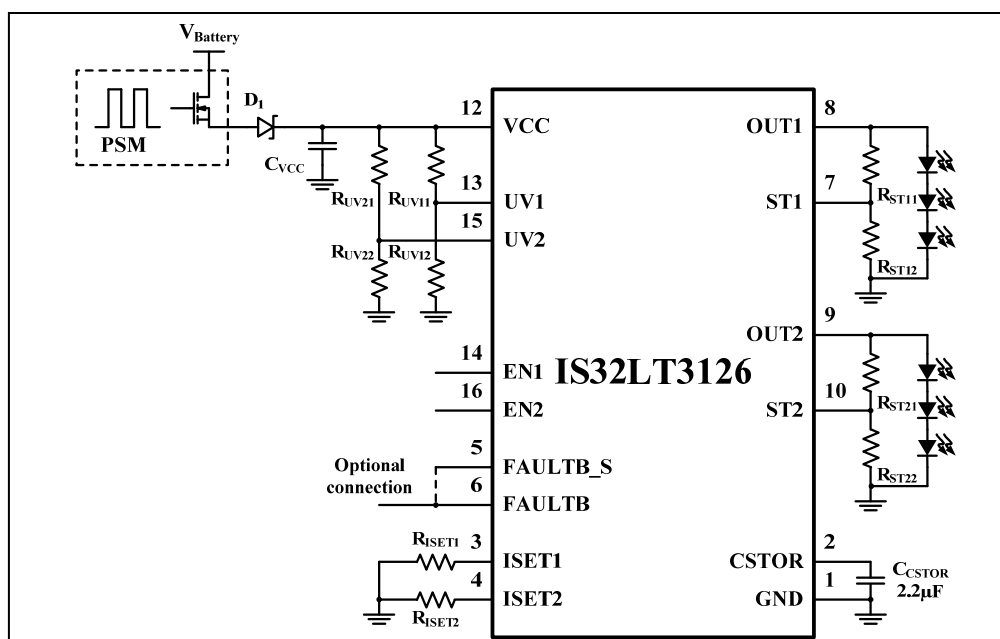 VBattery
PSM
D1
CVCC
RUV21
RUV11
RUV22
RUV12
12
VCC
13
UV1
15
UV2
14
EN1
16
EN2
5
FAULTB_S
6
FAULTB
Optional
connection
3
ISET1
4
ISET2
RISET1
RISET2
IS32LT3126
8
OUT1
7
ST1
RST11
RST12
9
OUT2
10
ST2
RST21
RST22
2
CSTOR
1
GND
CCSTOR
2.2μF